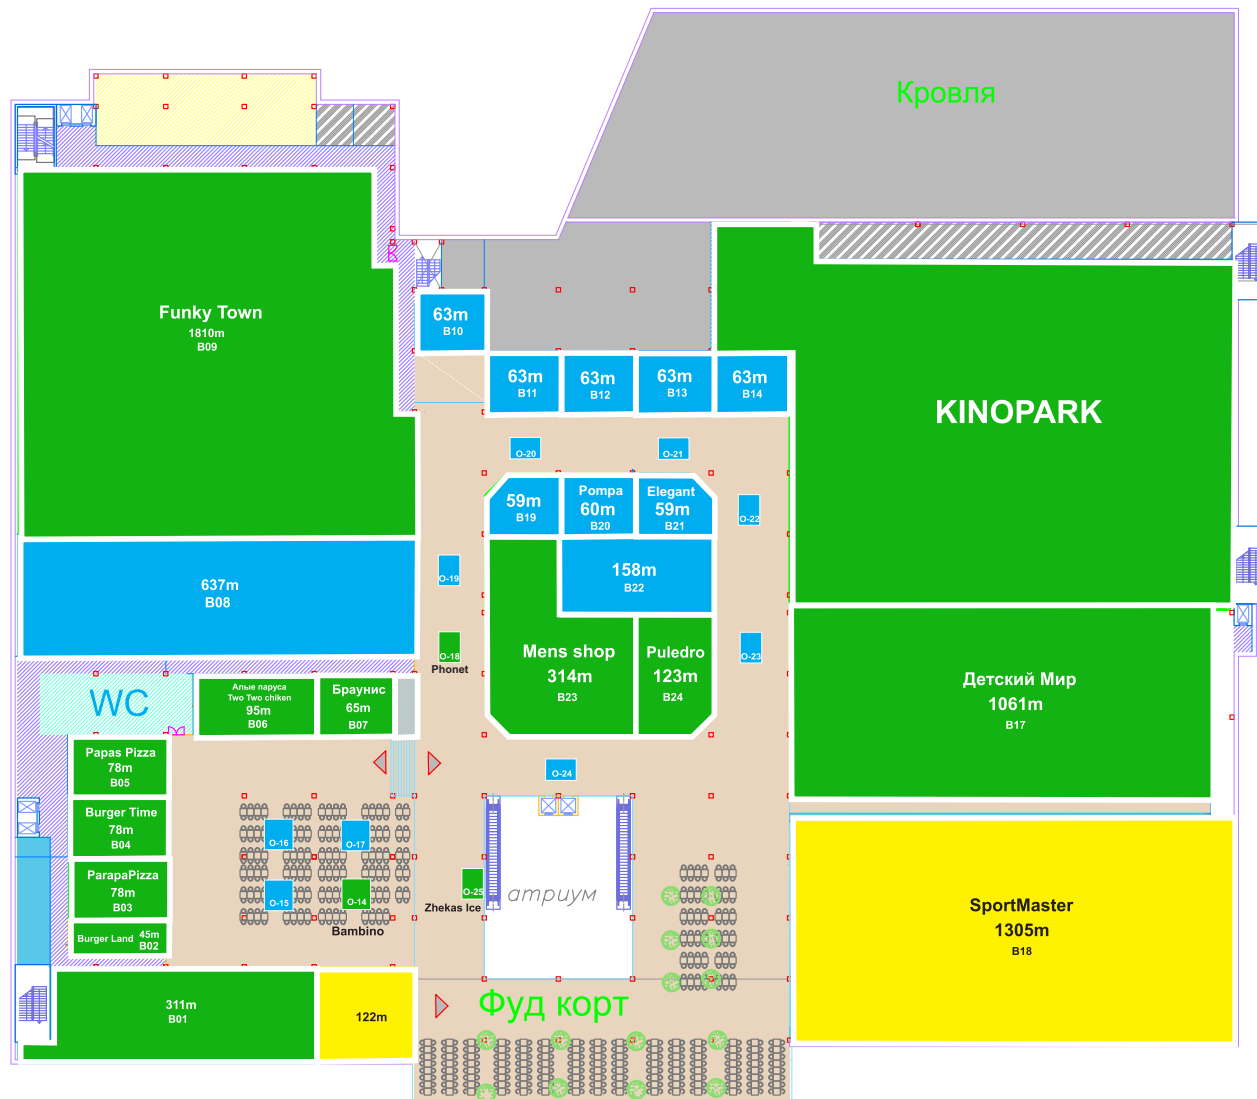 Кровля
Funky Town
1810m
B09
63m
B10
63m
B11
63m
B12
63m
B13
63m
B14
KINOPARK
O-20
O-21
O-22
59m
B19
Pompa
60m
B20
Elegant
59m
B21
637m
B08
O-19
158m
B22
O-18
Phonet
Mens shop
314m
B23
Puledro
123m
B24
O-23
Детский Мир
1061m
B17
WC
Алые паруса
Two Two chiken
95m
B06
Браунис
65m
B07
Papas Pizza
78m
B05
O-24
Burger Time
78m
B04
O-16
O-17
ParapaPizza
78m
B03
O-15
O-14
Bambino
O-25
Zhekas Ice
атриум
Burger Land
45m
B02
SportMaster
1305m
B18
311m
B01
122m
Фуд корт